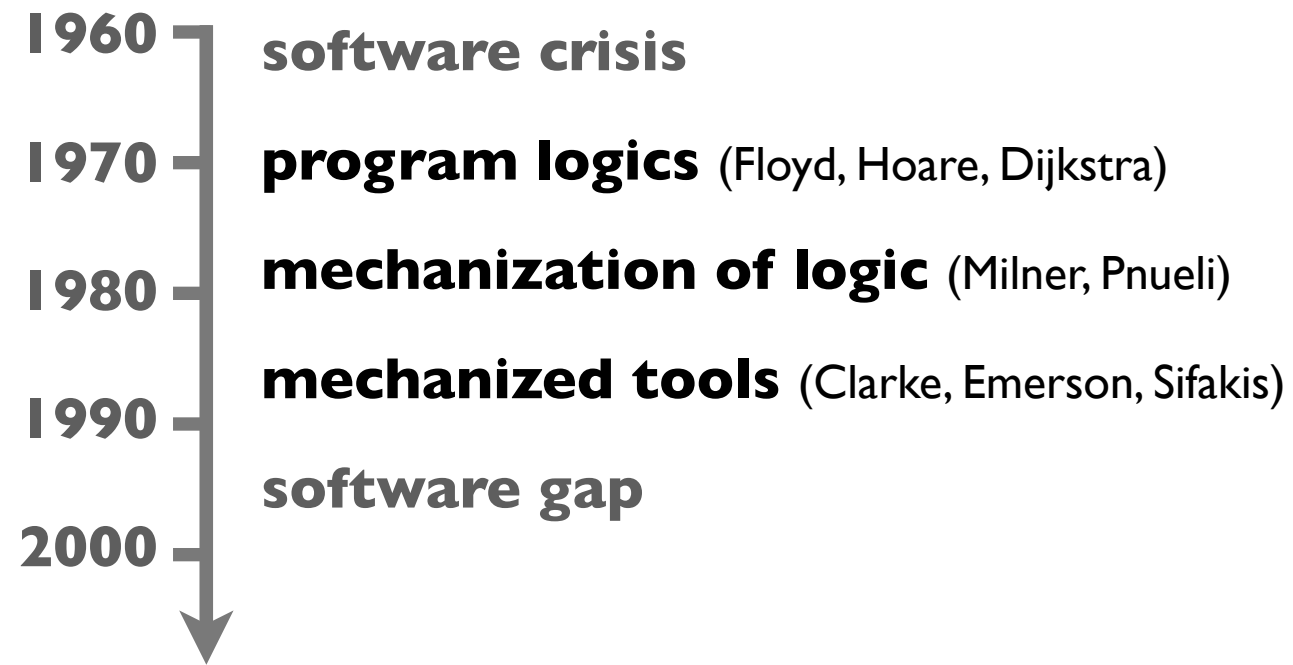 1960
software crisis
1970
program logics (Floyd, Hoare, Dijkstra)
mechanization of logic (Milner, Pnueli)
1980
mechanized tools (Clarke, Emerson, Sifakis)
1990
software gap
2000